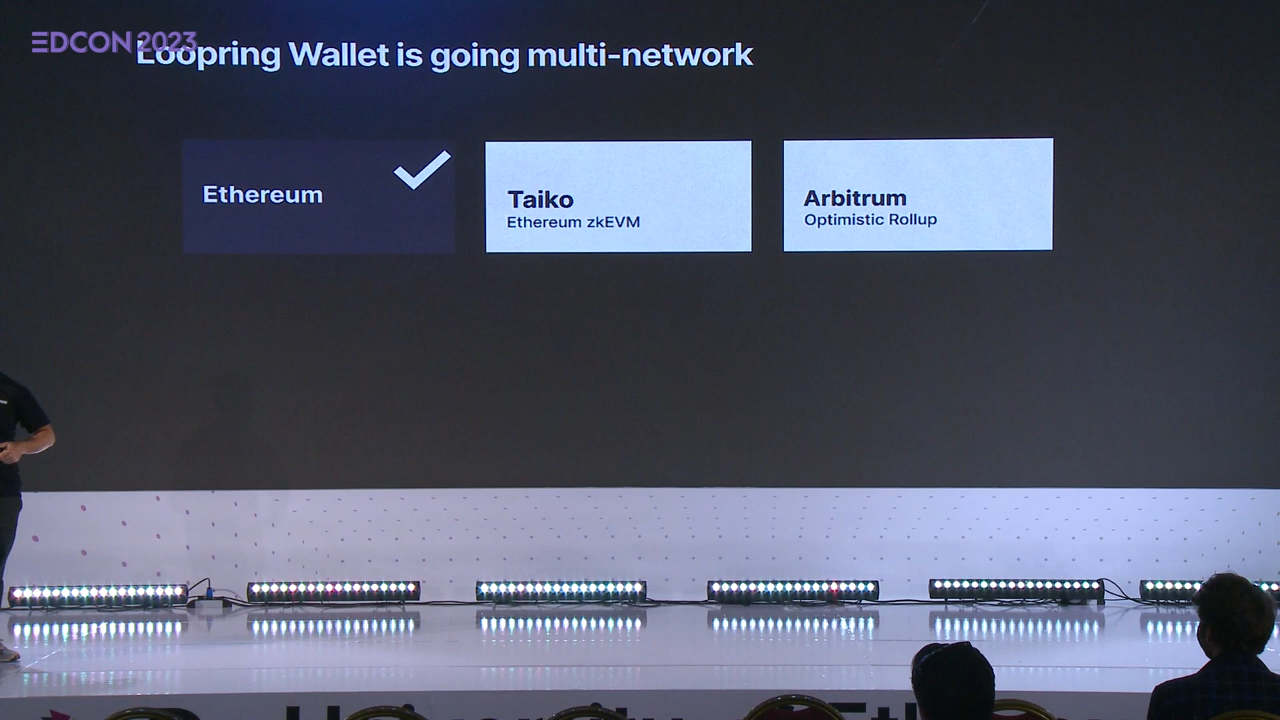 EDCON 2023
Loopring Wallet is going multi-network
Ethereum
Taiko
Ethereum zkEVM
Arbitrum
Optimistic Rollup